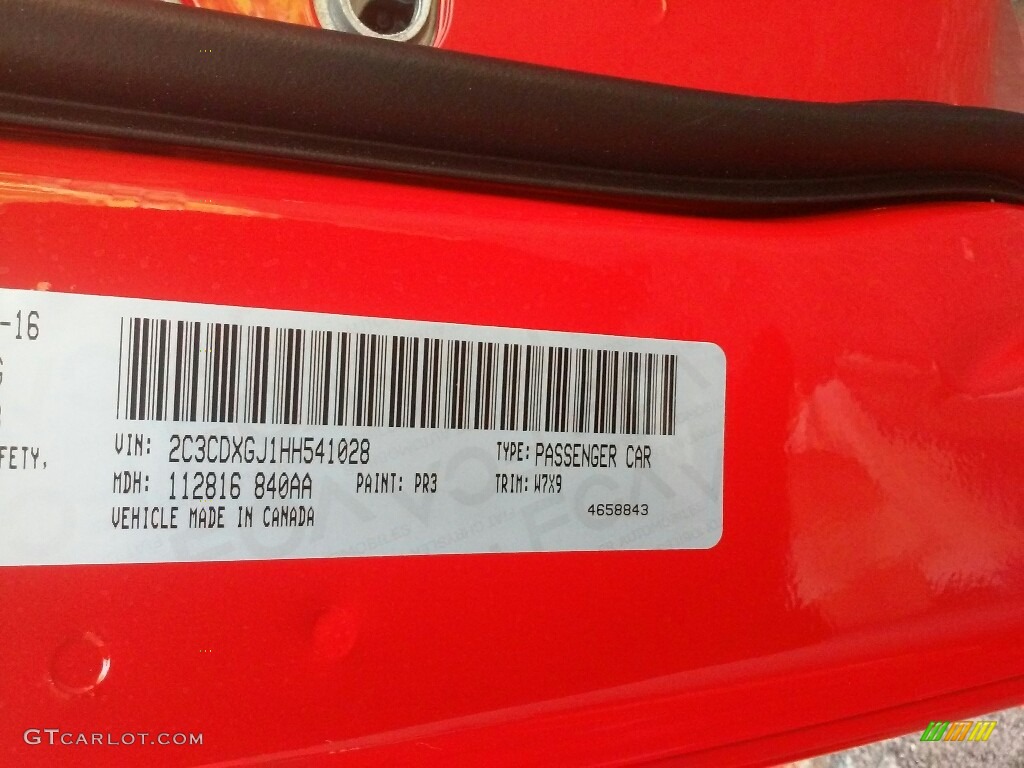 -16
FETY,
VIN: 2C3CDXGJ1HH541028
TYPE: PASSENGER CAR
MDH: 112816 840AA
PAINT: PR3
TRIM: W7X9
VEHICLE MADE IN CANADA
4658843
GTCARLOT.COM